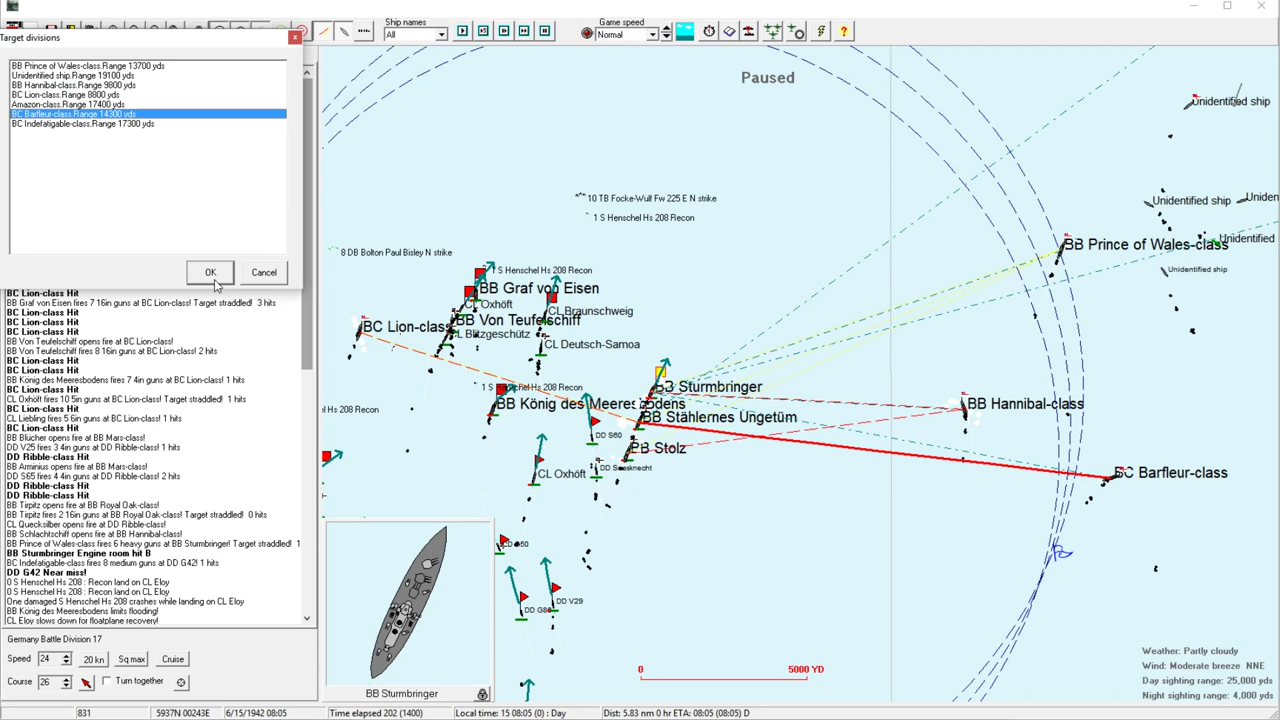 Ship names
Game speed
All
Normal
Target divisions
BB Prince of Wales-class.Range 13700 yds
Unidentified ship.Range 19100 yds
BB Hannibal-class.Range 9800 yds
BC Lion-class.Range 8800 yds
Amazon-class.Range 17400 yds
BC Barfleur-class.Range 14300 yds
BC Indefatigable-class.Range 17300 yds
OK
Cancel
Paused
Unidentified ship
10 TB Focke-Wulf Fw 225 E N strike
1 S Henschel Hs 208 Recon
Unidentified ship
Uniden
Unidentified
BB Prince of Wales-class
Unidentified ship
8 DB Bolton Paul Bisley N strike
1 S Henschel Hs 208 Recon
BB Graf von Eisen
CL Oxhöft
CL Braunschweig
BB Von Teufelschiff
BC Lion-class
CL Blitzgeschütz
CL Deutsch-Samoa
1 S Henschel Hs 208 Recon
BB Sturmbringer
BB König des Meeresbodens
BB Hannibal-class
l Hs 208 Recon
BB Stählernes Ungetüm
DD S60
BB Stolz
CL Oxhöft
BC Barfleur-class
DD G86
DD V29
BC Lion-class Hit
BB Graf von Eisen fires 7 16in guns at BC Lion-class! Target straddled! 3 hits
BC Lion-class Hit
BC Lion-class Hit
BC Lion-class Hit
BB Von Teufelschiff opens fire at BC Lion-class!
BB Von Teufelschiff fires 8 16in guns at BC Lion-class! 2 hits
BC Lion-class Hit
BC Lion-class Hit
BB König des Meeresbodens fires 7 4in guns at BC Lion-class! 1 hits
BC Lion-class Hit
CL Oxhöft fires 10 5in guns at BC Lion-class! Target straddled! 1 hits
BC Lion-class Hit
CL Liebling fires 5 6in guns at BC Lion-class! 1 hits
BC Lion-class Hit
BB Blücher opens fire at BB Mars-class!
DD V25 fires 3 4in guns at DD Ribble-class! 1 hits
DD Ribble-class Hit
BB Arminius opens fire at BB Mars-class!
DD S65 fires 4 4in guns at DD Ribble-class! 2 hits
DD Ribble-class Hit
DD Ribble-class Hit
BB Tirpitz opens fire at BB Royal Oak-class!
BB Tirpitz fires 2 16in guns at BB Royal Oak-class! Target straddled! 0 hits
CL Quecksilber opens fire at DD Ribble-class!
BB Schlachtschiff opens fire at BB Hannibal-class!
BB Prince of Wales-class fires 6 heavy guns at BB Sturmbringer! Target straddled! 1
BB Sturmbringer Engine room hit B
BC Indefatigable-class fires 8 medium guns at DD G42! 1 hits
DD G42 Near miss!
0 S Henschel Hs 208 : Recon land on CL Eloy
0 S Henschel Hs 208 : Recon land on CL Eloy
One damaged S Henschel Hs 208 crashes while landing on CL Eloy
BB König des Meeresbodens limits flooding!
CL Eloy slows down for floatplane recovery!
Germany Battle Division 17
Speed
24
20 kn
Sq max
Cruise
Course
26
Turn together
BB Sturmbringer
0
5000 YD
Weather: Partly cloudy
Wind: Moderate breeze NNE
Day sighting range: 25,000 yds
Night sighting range: 4,000 yds
831
5937N 00243E
6/15/1942 08:05
Time elapsed 202 (1400)
Local time: 15 08:05 (0) : Day
Dist: 5.83 nm 0 hr ETA: 08:05 (08:05) D